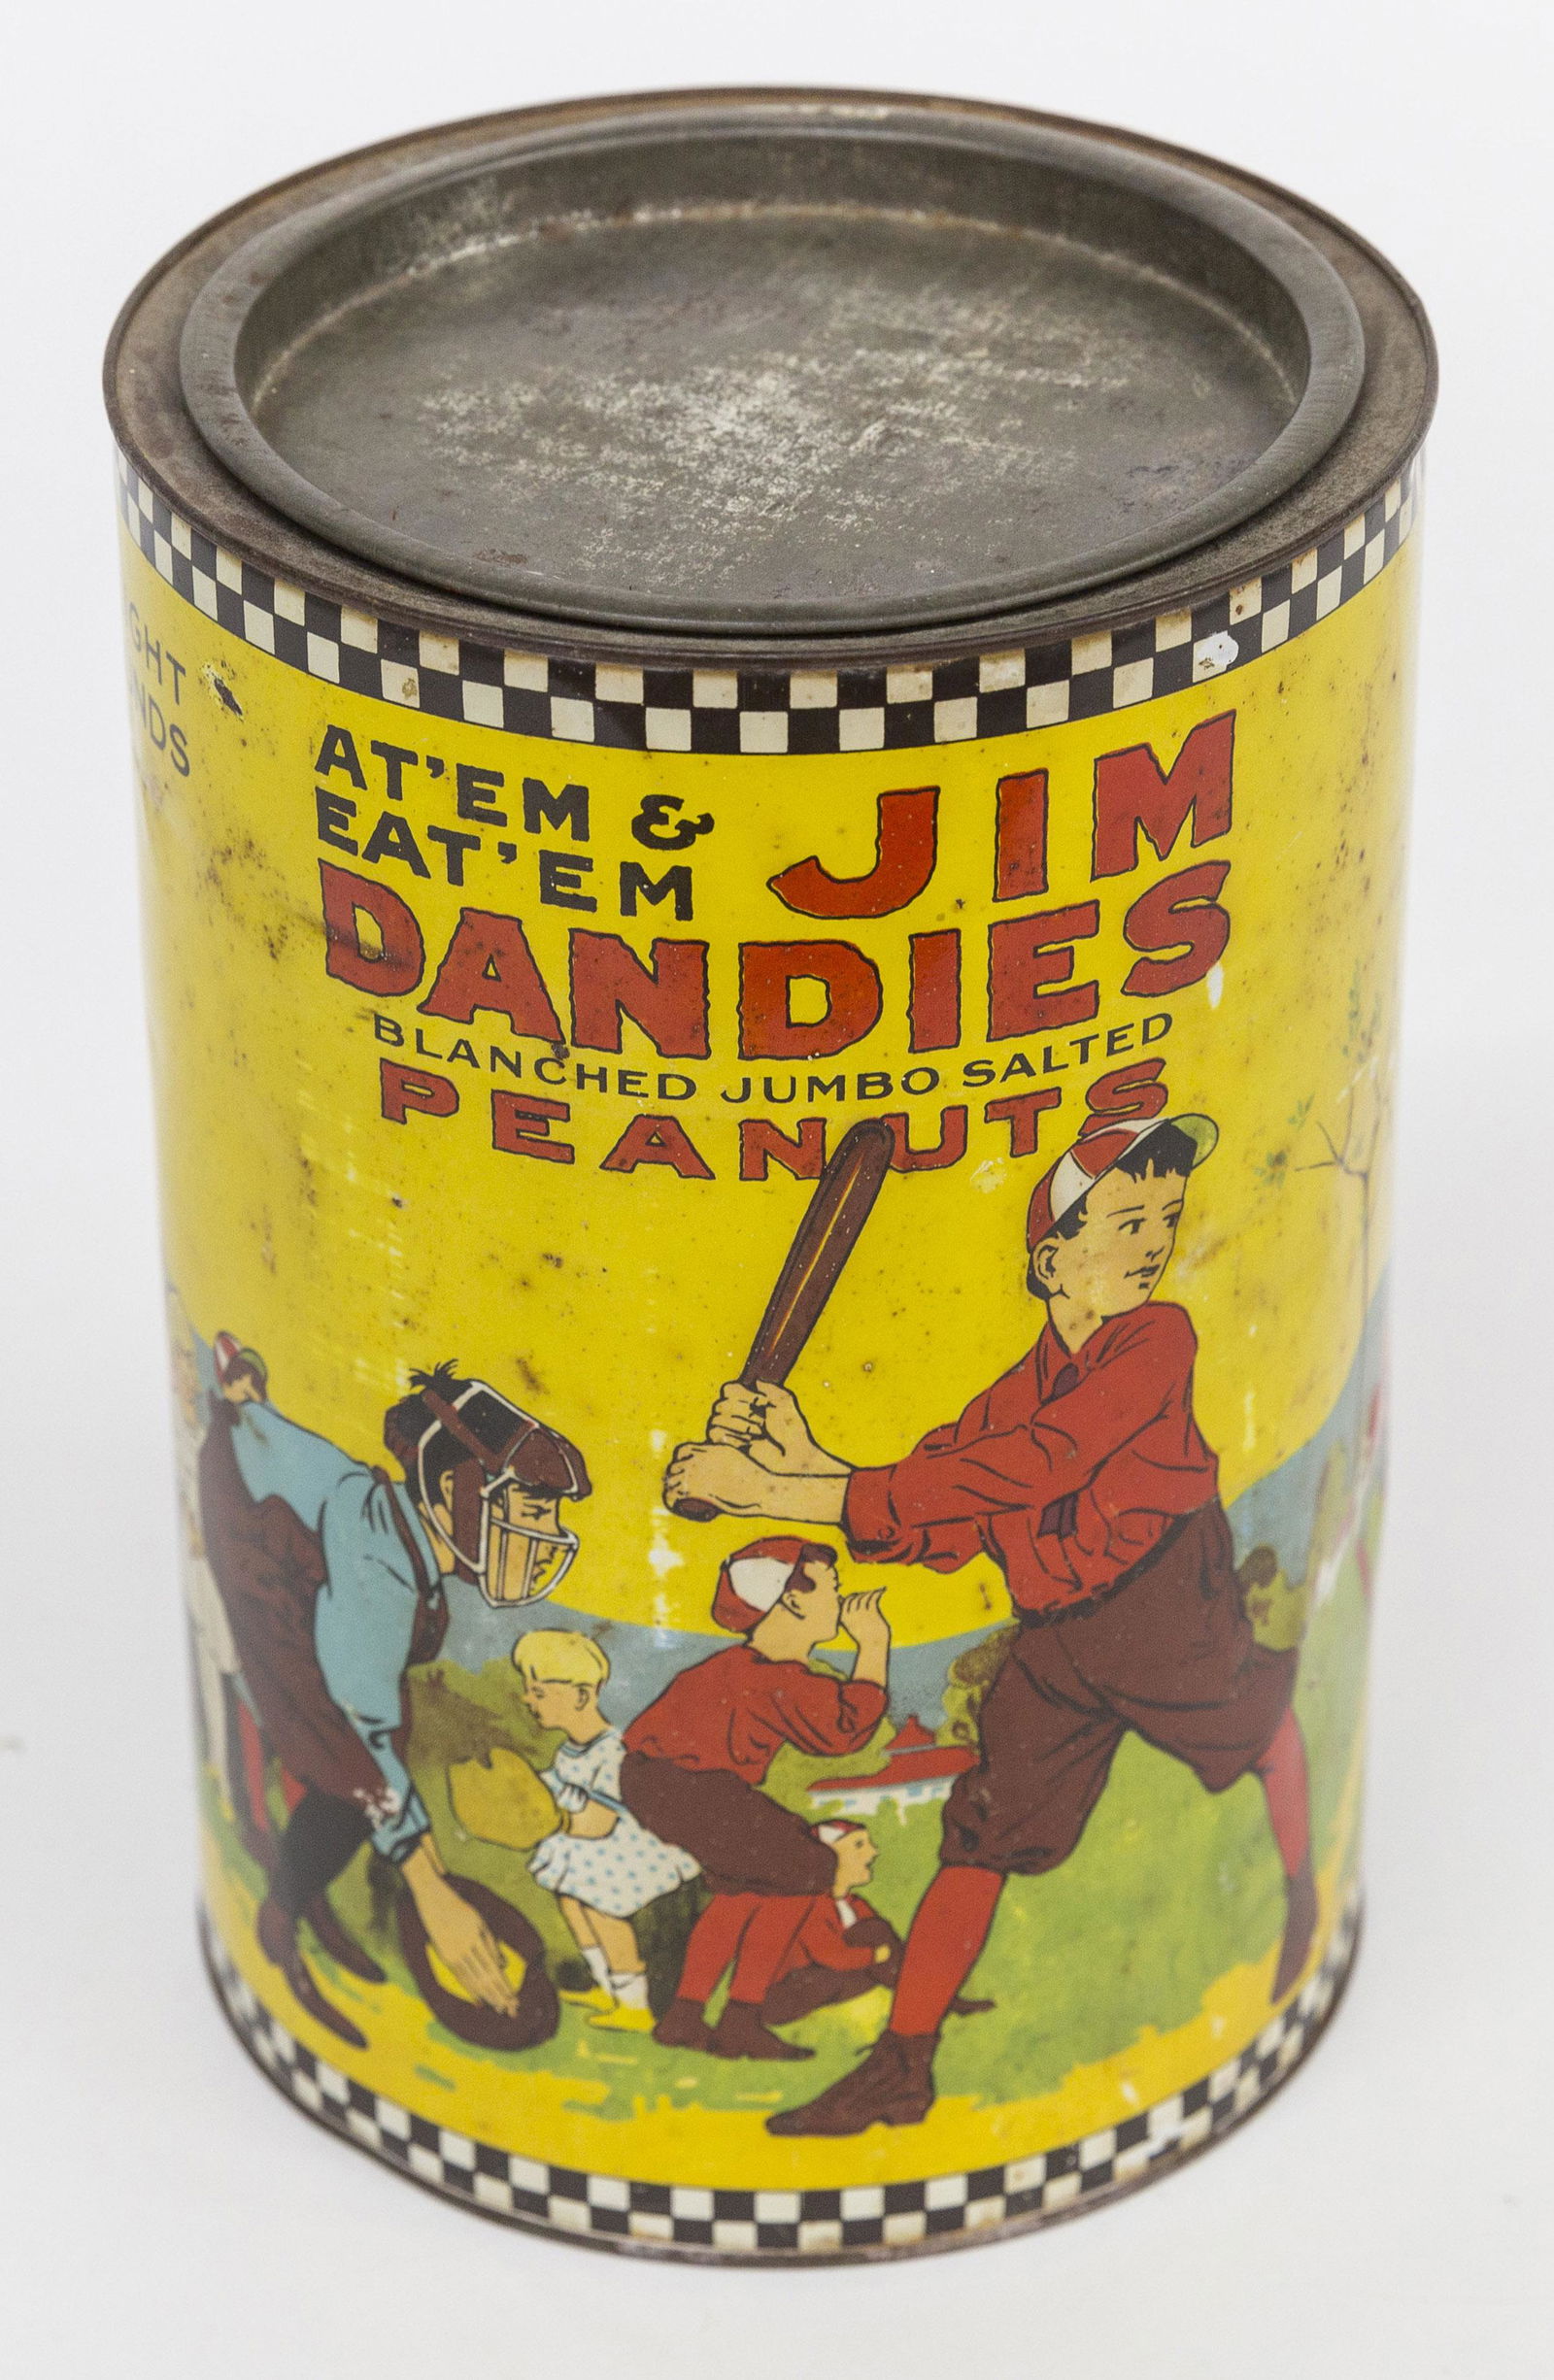 AT'EM &
EAT'EM
JIM
DANDIES
BLANCHED JUMBO SALTED
PEANUTS